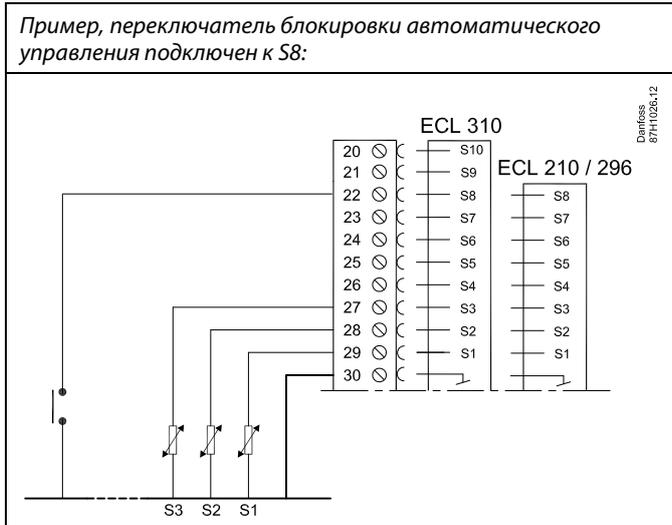 Пример, переключатель блокировки автоматического
управления подключен к S8:
Danfoss
87H1026.12
ECL 310
ECL 210 / 296
20 S10
21 S9
22 S8 S8
23 S7 S7
24 S6 S6
25 S5 S5
26 S4 S4
27 S3 S3
28 S2 S2
29 S1 S1
30
S3 S2 S1